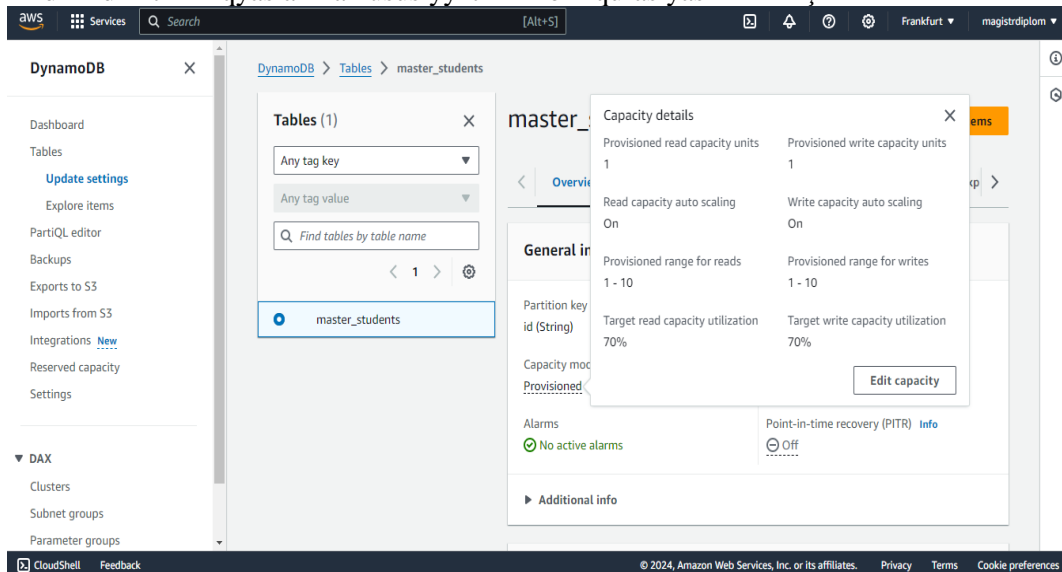 aws Services Search [Alt+S] Frankfurt ▼ magistrdiplom ▼
DynamoDB
Dashboard
Tables
Update settings
Explore items
PartiQL editor
Backups
Exports to S3
Imports from S3
Integrations New
Reserved capacity
Settings
▼ DAX
Clusters
Subnet groups
Parameter groups
DynamoDB > Tables > master_students
Tables (1)
Any tag key
Any tag value
Find tables by table name
< 1 >
master_students
master_
ems
Overvie
General in
Partition key
id (String)
Capacity mod
Provisioned
Alarms
No active alarms
Point-in-time recovery (PITR) Info
Off
Additional info
Capacity details
Provisioned read capacity units
1
Provisioned write capacity units
1
Read capacity auto scaling
On
Write capacity auto scaling
On
Provisioned range for reads
1 - 10
Provisioned range for writes
1 - 10
Target read capacity utilization
70%
Target write capacity utilization
70%
Edit capacity
CloudShell Feedback © 2024, Amazon Web Services, Inc. or its affiliates. Privacy Terms Cookie preferences